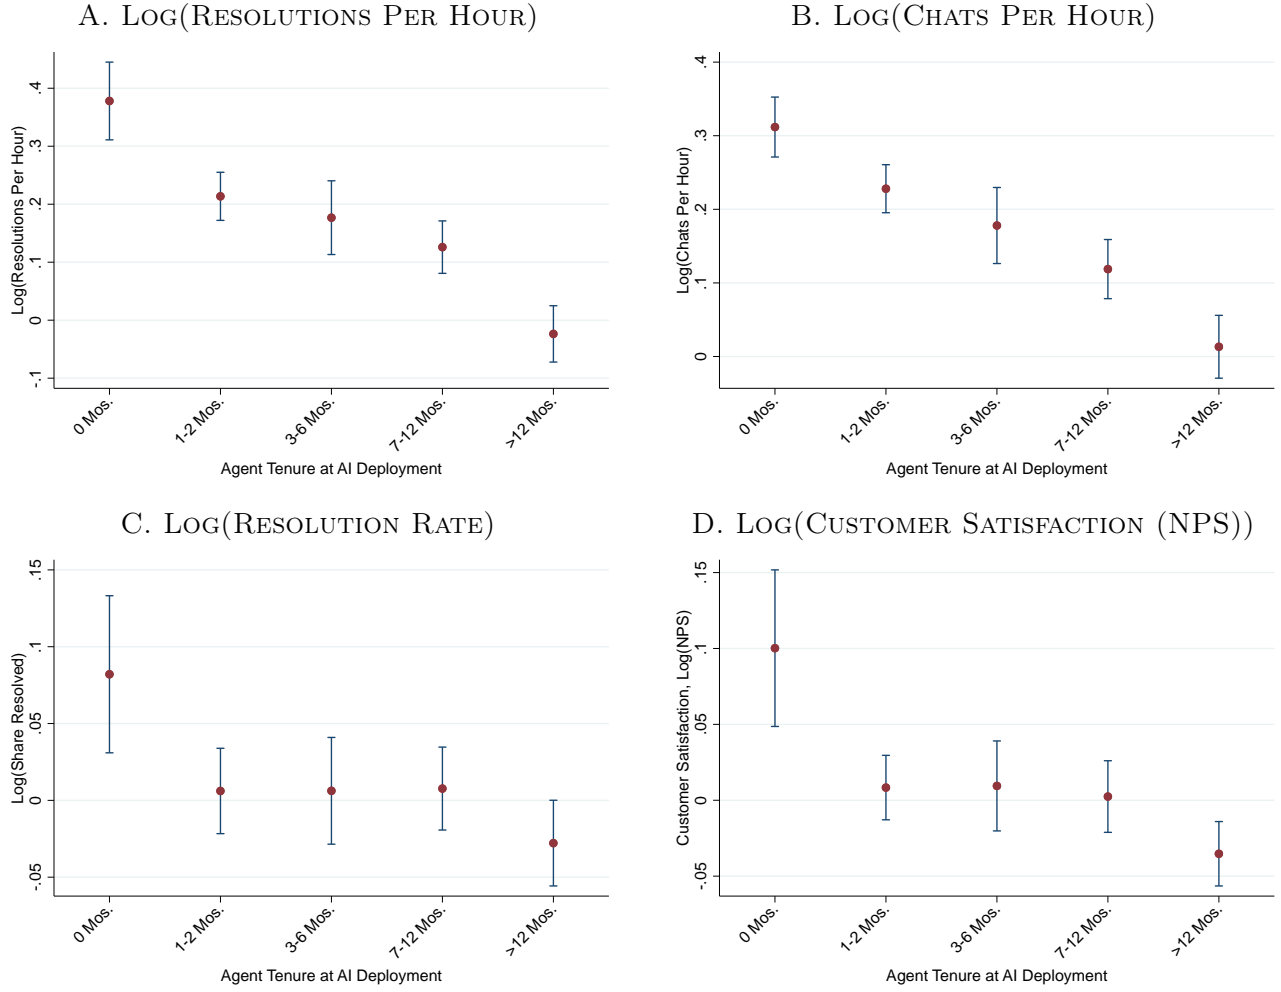 A. Log(Resolutions Per Hour)
Log(Resolutions Per Hour)
.4
.3
.2
.1
0
-.1
0 Mos.
1-2 Mos.
3-6 Mos.
7-12 Mos.
>12 Mos.
Agent Tenure at AI Deployment
B. Log(Chats Per Hour)
Log(Chats Per Hour)
.4
.3
.2
.1
0
0 Mos.
1-2 Mos.
3-6 Mos.
7-12 Mos.
>12 Mos.
Agent Tenure at AI Deployment
C. Log(Resolution Rate)
Log(Share Resolved)
.15
.1
.05
0
-.05
0 Mos.
1-2 Mos.
3-6 Mos.
7-12 Mos.
>12 Mos.
Agent Tenure at AI Deployment
D. Log(Customer Satisfaction (NPS))
Customer Satisfaction, Log(NPS)
.15
.1
.05
0
-.05
0 Mos.
1-2 Mos.
3-6 Mos.
7-12 Mos.
>12 Mos.
Agent Tenure at AI Deployment